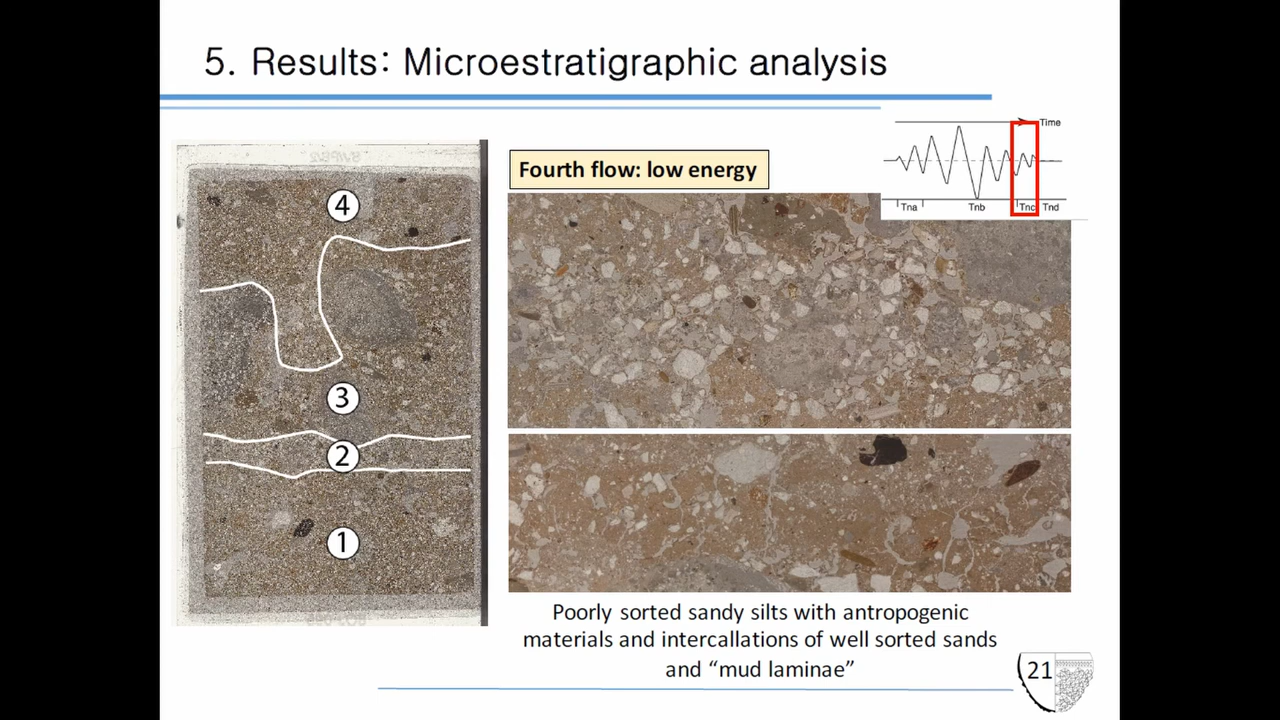 5. Results: Microestratigraphic analysis
Time
Tna Tnb Tnc Tnd
Fourth flow: low energy
4
3
2
1
Poorly sorted sandy silts with antropogenic
materials and intercallations of well sorted sands
and “mud laminae”
21